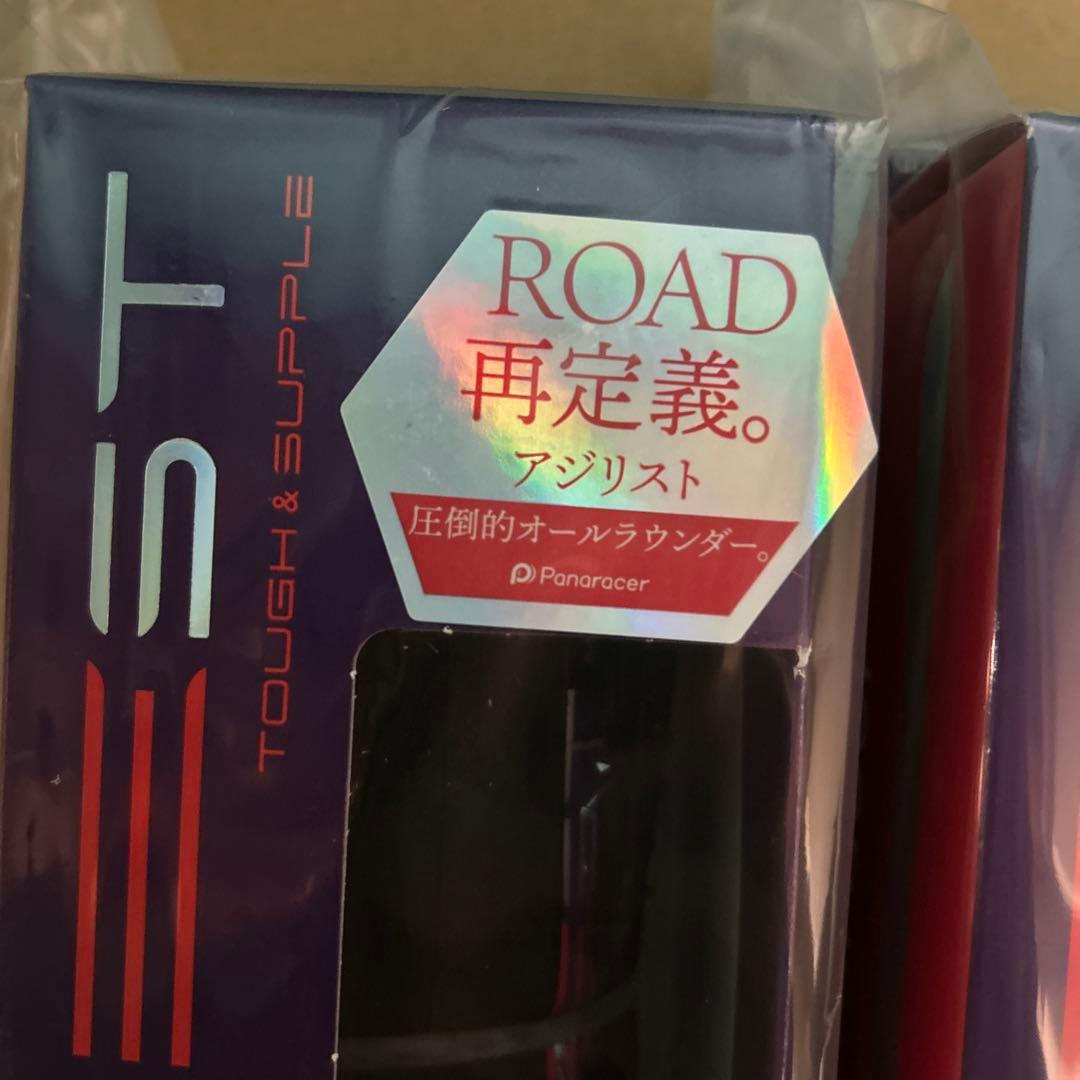 ST
TOUGH & SUPPLE
ROAD
再定義。
アジリスト
圧倒的オールラウンダー。
Panaracer